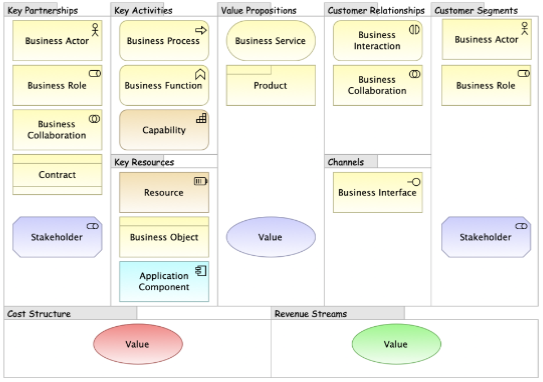 Key Partnerships
Business Actor
Business Role
Business
Collaboration
Contract
Stakeholder
Key Activities
Business Process
Business Function
Capability
Key Resources
Resource
Business Object
Application
Component
Value Propositions
Business Service
Product
Value
Customer Relationships
Business
Interaction
Business
Collaboration
Channels
Business Interface
Customer Segments
Business Actor
Business Role
Stakeholder
Cost Structure
Value
Revenue Streams
Value